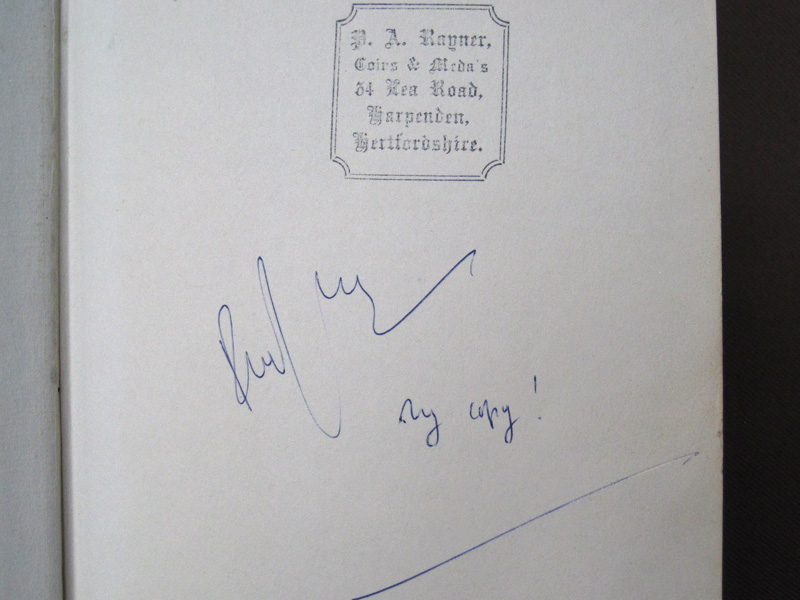 P. A. Rayner,
Coins & Medals
54 Lea Road,
Harpenden,
Hertfordshire.
My copy!